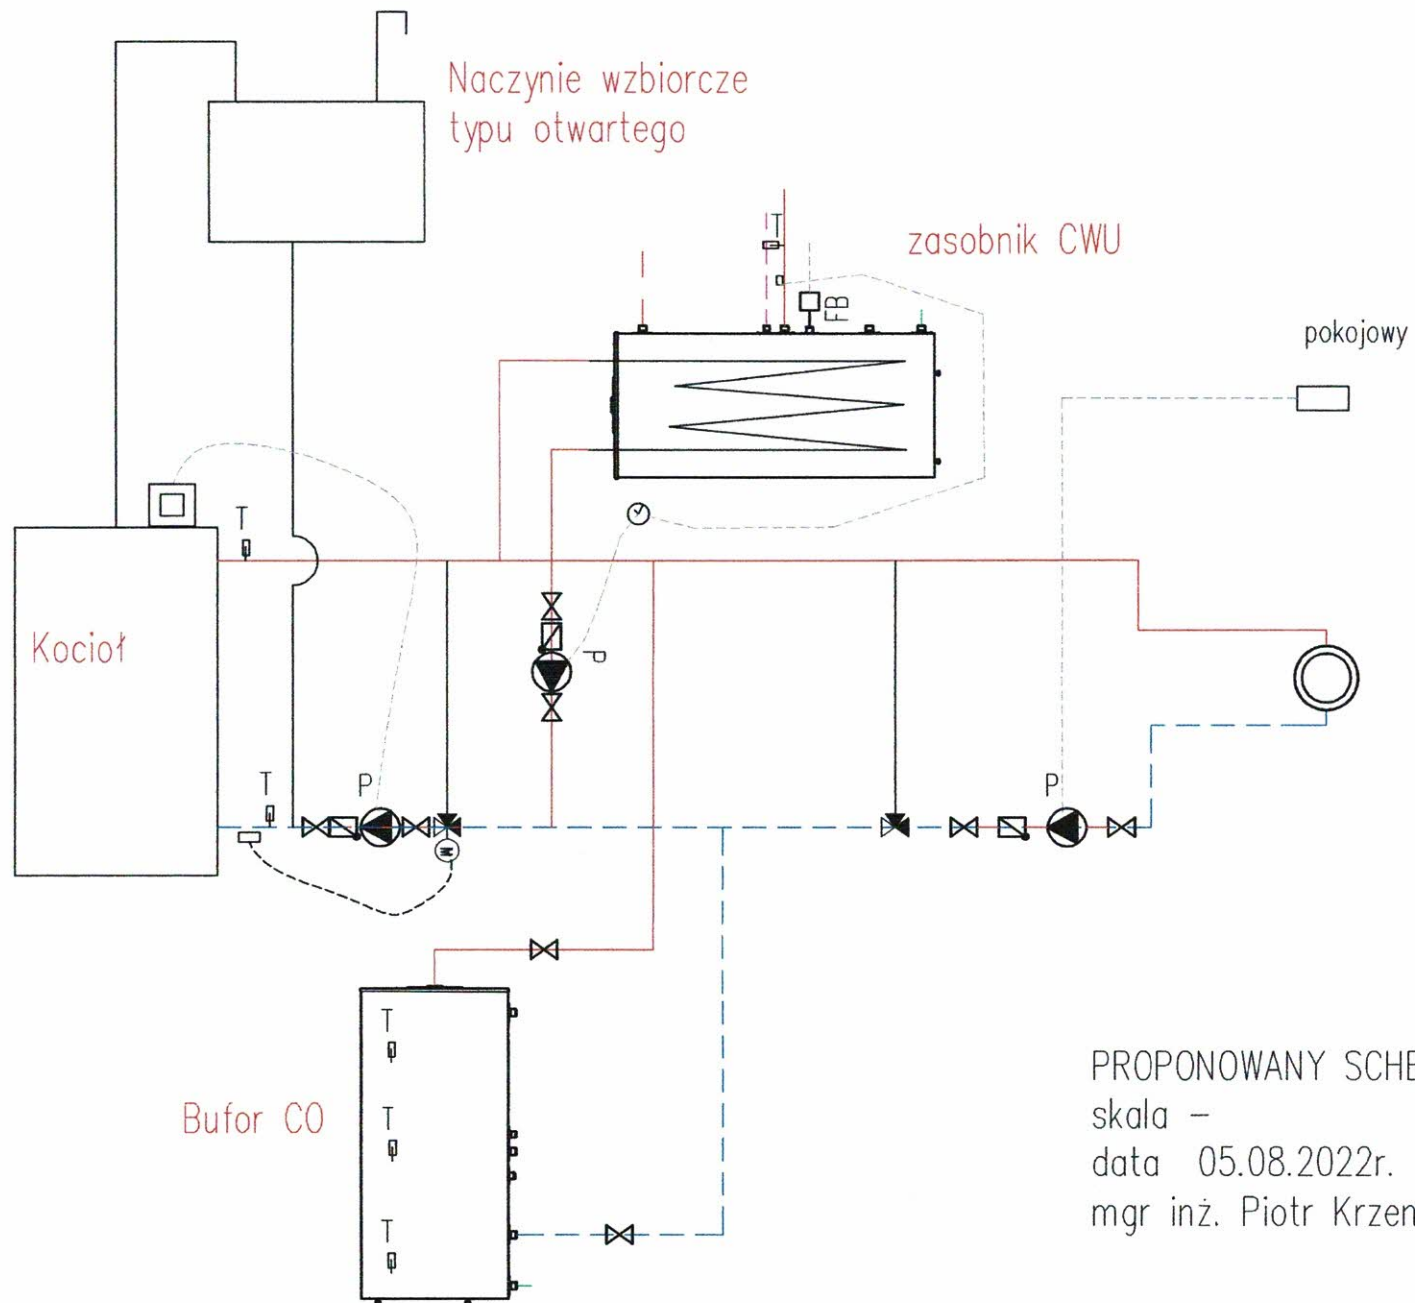 Naczynie wzbiorcze
typu otwartego
zasobnik CWU
T
FB
pokojowy
T
Kocioł
P
T
P
P
M
T
Bufor CO
T
T
PROPONOWANY SCHE
skala –
data 05.08.2022r.
mgr inż. Piotr Krzen